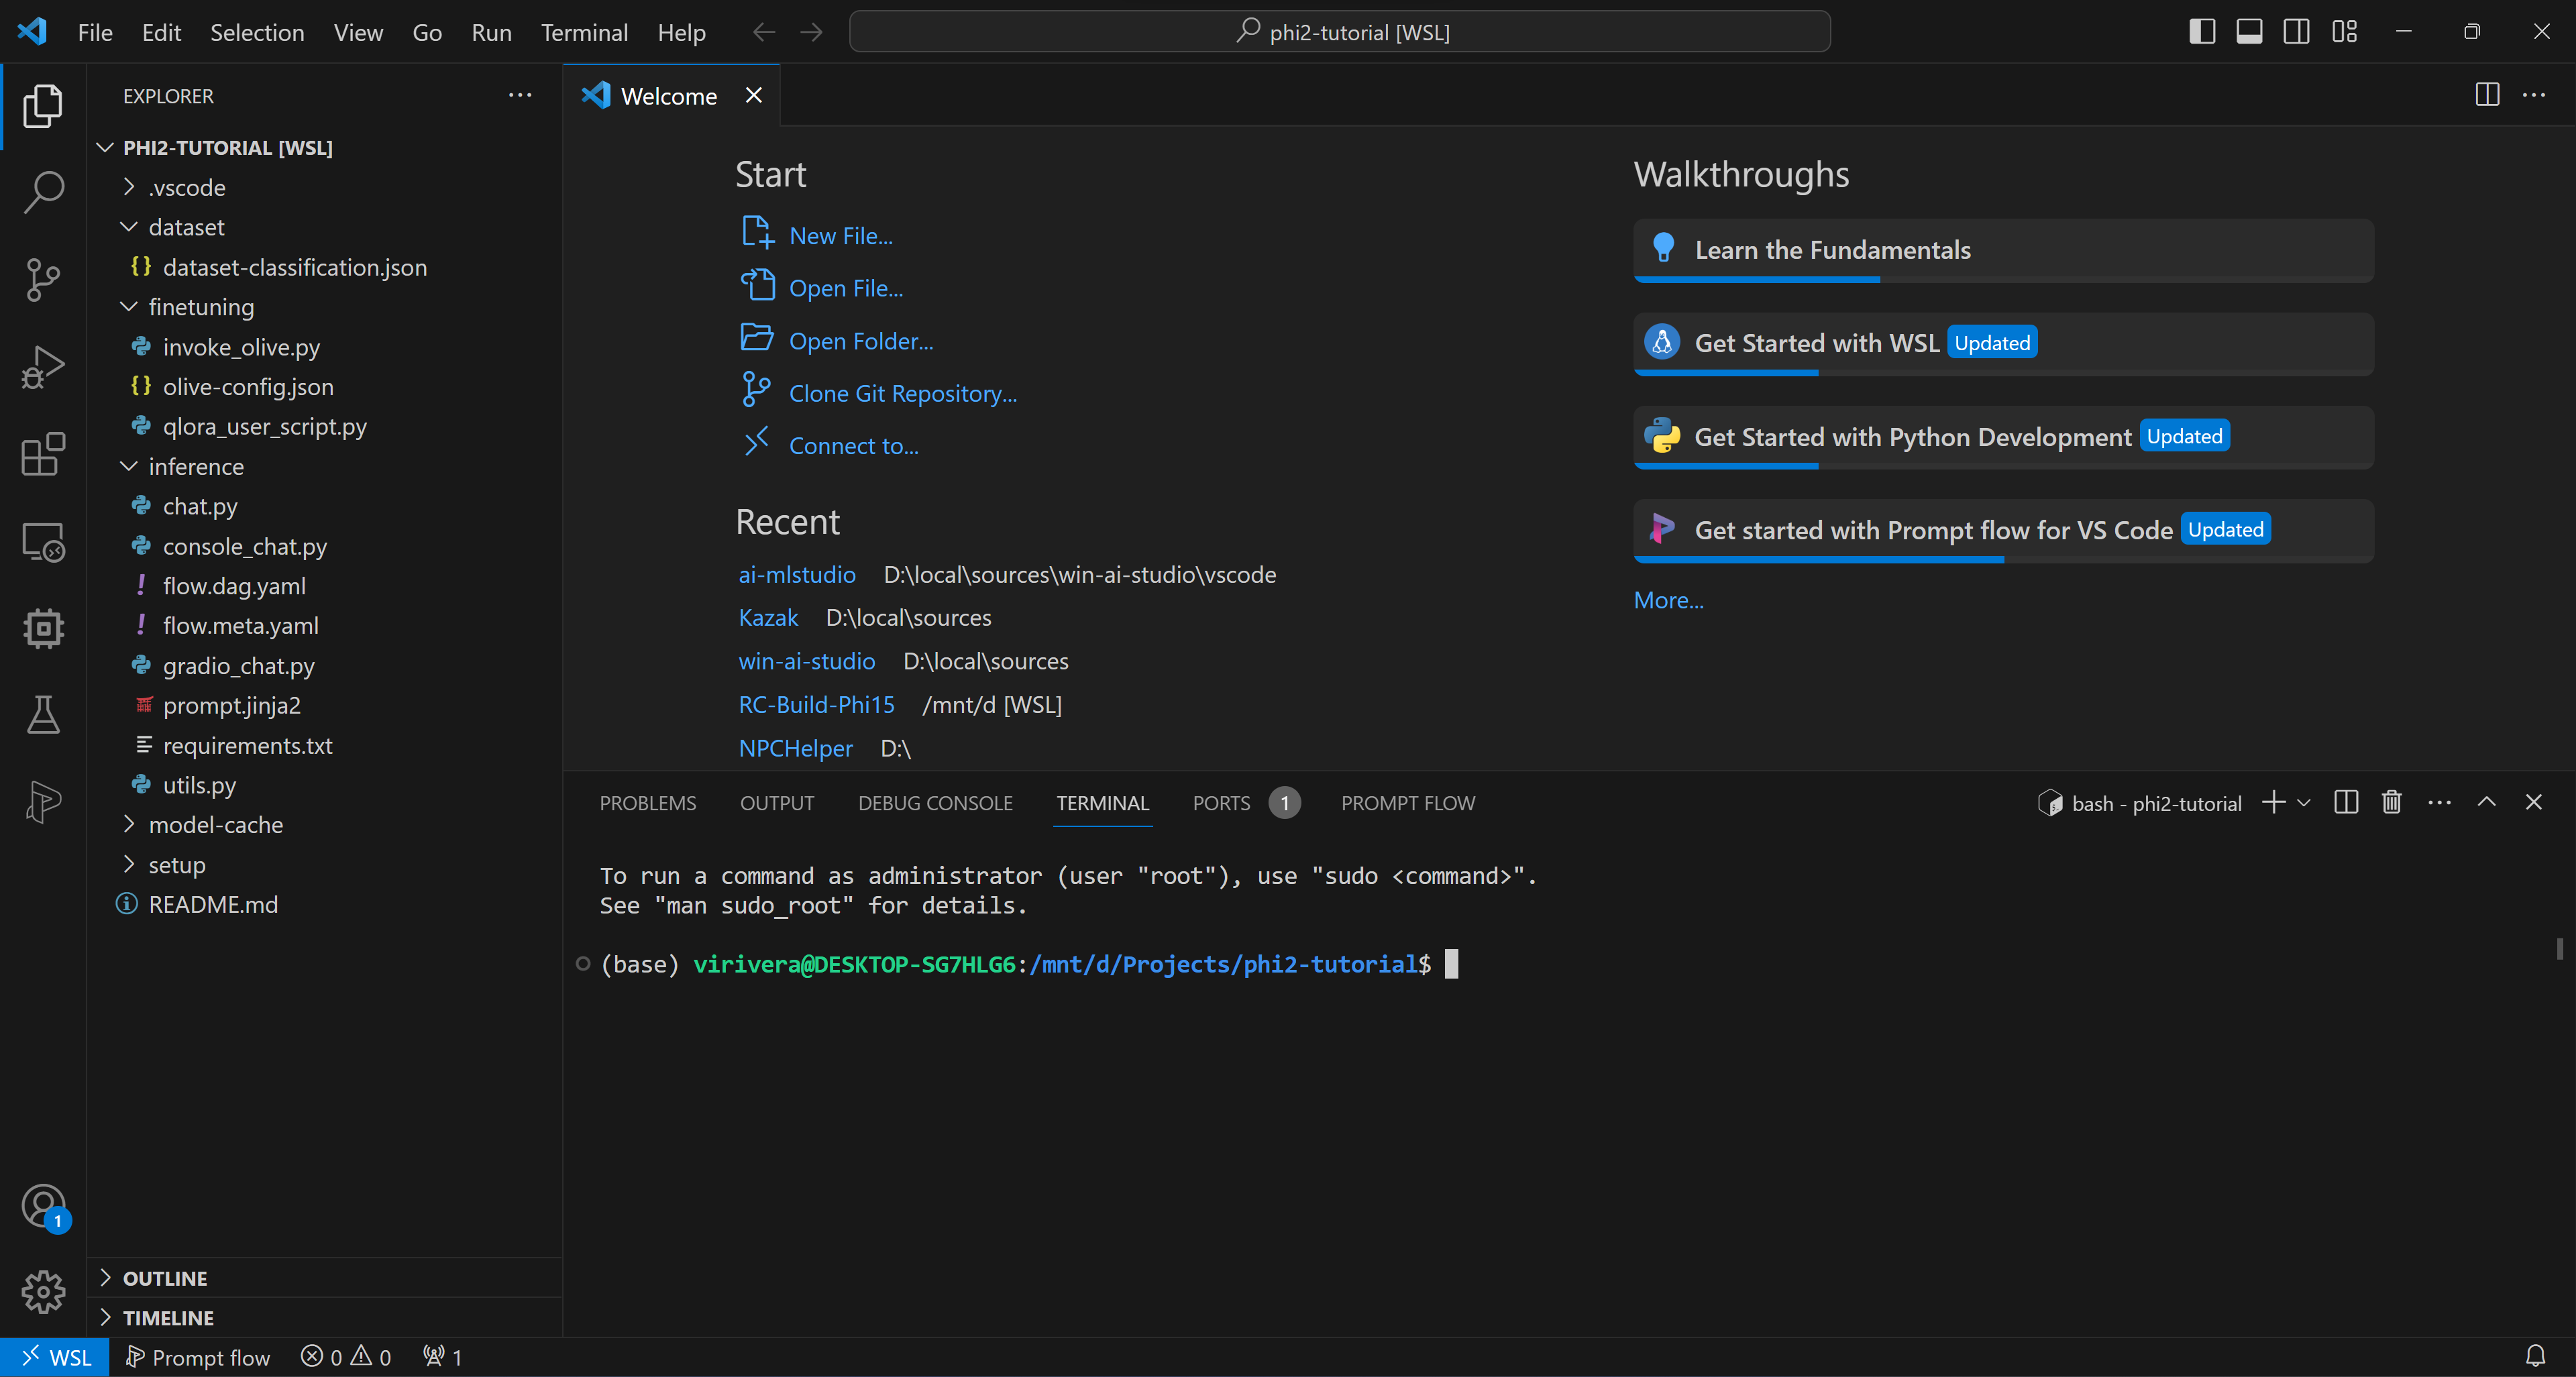 File Edit Selection View Go Run Terminal Help
phi2-tutorial [WSL]
EXPLORER
PHI2-TUTORIAL [WSL]
.vscode
dataset
{} dataset-classification.json
finetuning
invoke_olive.py
{} olive-config.json
qlora_user_script.py
inference
chat.py
console_chat.py
! flow.dag.yaml
! flow.meta.yaml
gradio_chat.py
prompt.jinja2
requirements.txt
utils.py
model-cache
setup
README.md
OUTLINE
TIMELINE
1
Welcome
Start
New File...
Open File...
Open Folder...
Clone Git Repository...
Connect to...
Recent
ai-mlstudio D:\local\sources\win-ai-studio\vscode
Kazak D:\local\sources
win-ai-studio D:\local\sources
RC-Build-Phi15 /mnt/d [WSL]
NPCHelper D:\
Walkthroughs
Learn the Fundamentals
Get Started with WSL Updated
Get Started with Python Development Updated
Get started with Prompt flow for VS Code Updated
More...
PROBLEMS OUTPUT DEBUG CONSOLE TERMINAL PORTS 1 PROMPT FLOW
bash - phi2-tutorial
To run a command as administrator (user "root"), use "sudo <command>".
See "man sudo_root" for details.
(base) virivera@DESKTOP-SG7HLG6:/mnt/d/Projects/phi2-tutorial$
WSL Prompt flow 0 0 1